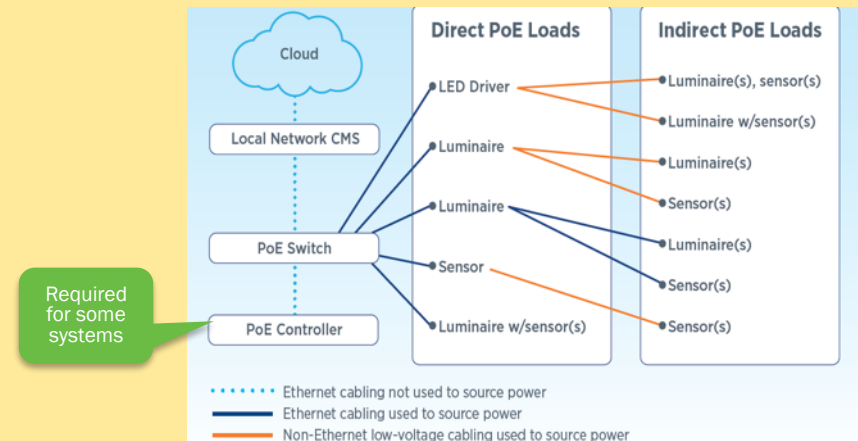 Cloud
Local Network CMS
PoE Switch
PoE Controller
Required
for some
systems
Direct PoE Loads
LED Driver
Luminaire
Luminaire
Sensor
Luminaire w/sensor(s)
Indirect PoE Loads
Luminaire(s), sensor(s)
Luminaire w/sensor(s)
Luminaire(s)
Sensor(s)
Luminaire(s)
Sensor(s)
Sensor(s)
Ethernet cabling not used to source power
Ethernet cabling used to source power
Non-Ethernet low-voltage cabling used to source power